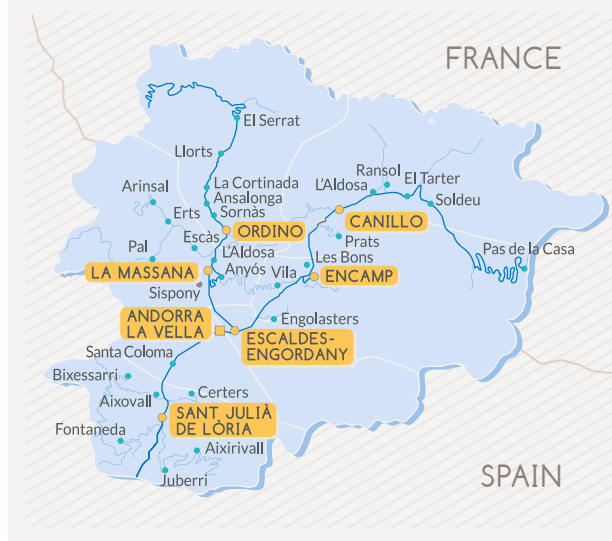 FRANCE
El Serrat
Llorts
Ransol
El Tarter
L'Aldosa
Arinsal
La Cortinada
Ansalonga
Soldeu
Erts
Sornàs
CANILLO
Escàs
ORDINO
Prats
Pal
L'Aldosa
Les Bons
Pas de la Casa
LA MASSANA
Anyós
Vila
ENCAMP
Sispony
ANDORRA
LA VELLA
Engolasters
ESCALDES-
ENGORDANY
Santa Coloma
Bixessarri
Aixovall
Certers
SANT JULIÀ
DE LÒRIA
Fontaneda
Aixirivall
Juberri
SPAIN